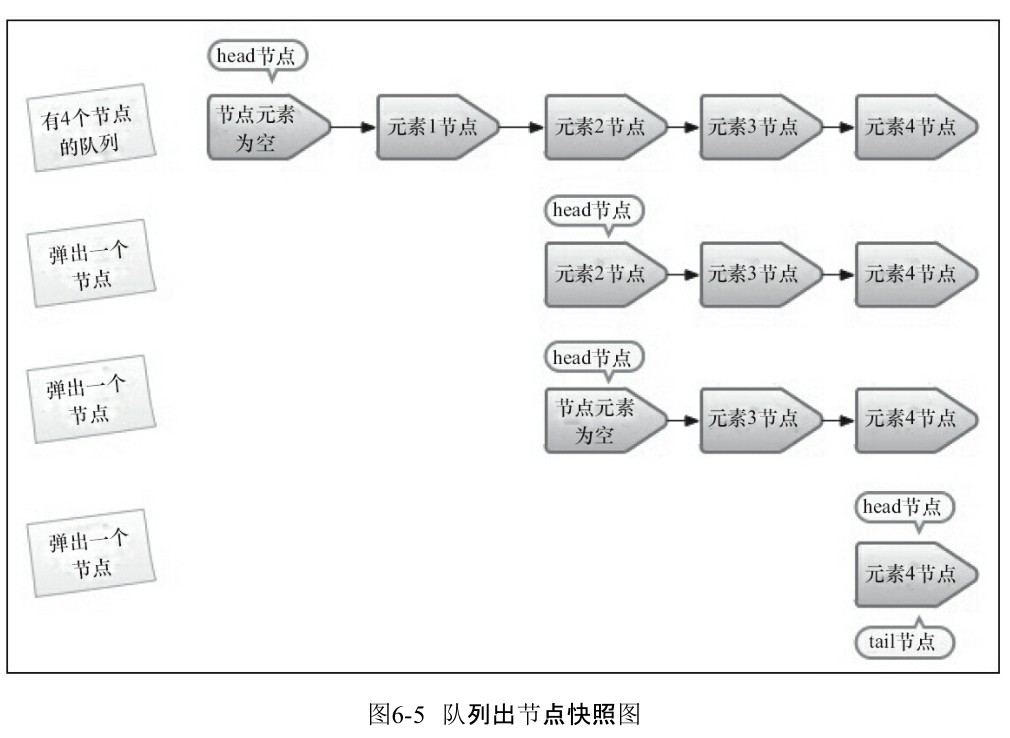 head节点
有4个节点
的队列
节点元素
为空
元素1节点
元素2节点
元素3节点
元素4节点
弹出一个
节点
head节点
元素2节点
元素3节点
元素4节点
弹出一个
节点
head节点
节点元素
为空
元素3节点
元素4节点
弹出一个
节点
head节点
元素4节点
tail节点
图6-5 队列出节点快照图